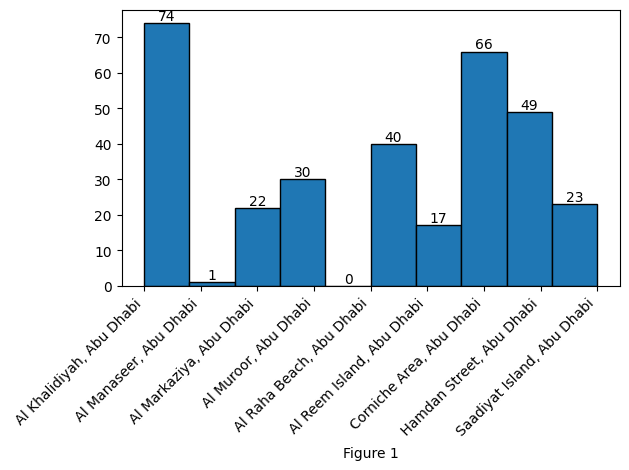 74
66
49
40
30
23
22
17
1
0
70
60
50
40
30
20
10
0
Al Khalidiyah, Abu Dhabi
Al Manaseer, Abu Dhabi
Al Markaziya, Abu Dhabi
Al Muroor, Abu Dhabi
Al Raha Beach, Abu Dhabi
Al Reem Island, Abu Dhabi
Corniche Area, Abu Dhabi
Hamdan Street, Abu Dhabi
Saadiyat Island, Abu Dhabi
Figure 1